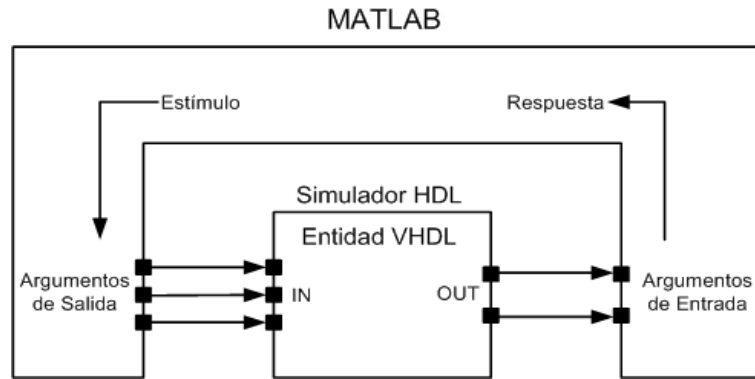 MATLAB
Estímulo
Respuesta
Simulador HDL
Entidad VHDL
Argumentos
de Salida
IN
OUT
Argumentos
de Entrada